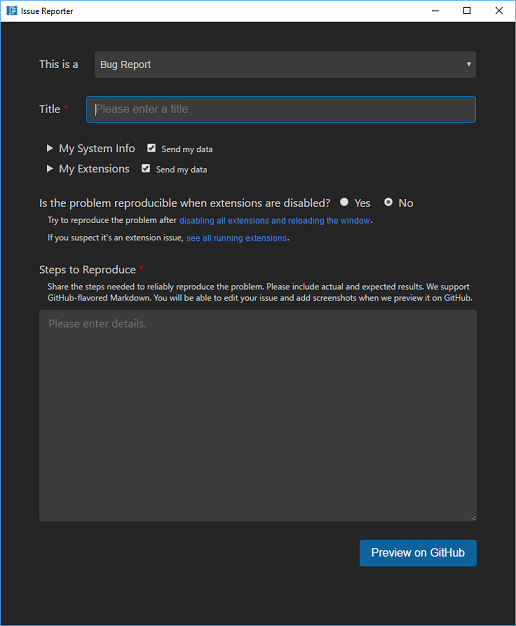 Issue Reporter
This is a
Bug Report
Title *
Please enter a title.
My System Info
Send my data
My Extensions
Send my data
Is the problem reproducible when extensions are disabled?
Yes
No
Try to reproduce the problem after disabling all extensions and reloading the window.
If you suspect it's an extension issue, see all running extensions.
Steps to Reproduce *
Share the steps needed to reliably reproduce the problem. Please include actual and expected results. We support
GitHub-flavored Markdown. You will be able to edit your issue and add screenshots when we preview it on GitHub.
Please enter details.
Preview on GitHub